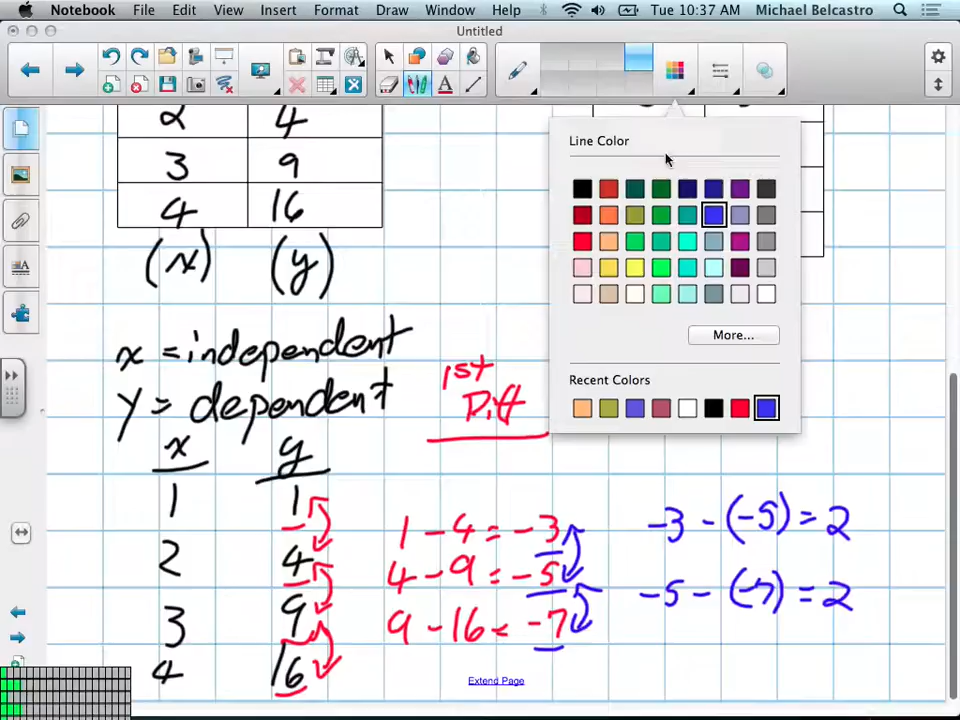 Notebook File Edit View Insert Format Draw Window Help Tue 10:37 AM Michael Belcastro
Untitled
2 4
3 9
4 16
(x) (y)
x = independent
y = dependent
x y
1 1
2 4
3 9
4 16
1st
Diff
1 - 4 = -3
4 - 9 = -5
9 - 16 = -7
-3 - (-5) = 2
-5 - (-7) = 2
Line Color
More...
Recent Colors
Extend Page